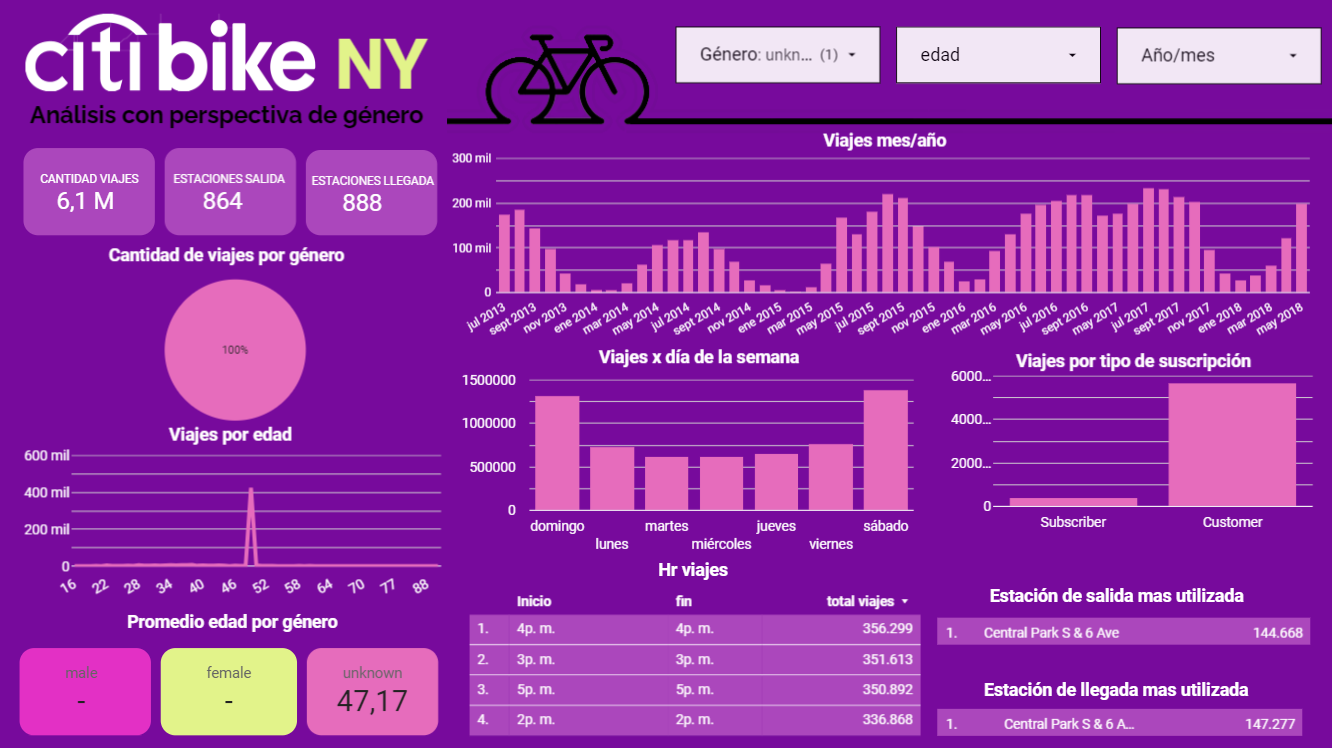 citi bike NY
Análisis con perspectiva de género
Género: unkn... (1)
edad
Año/mes
CANTIDAD VIAJES
6,1 M
ESTACIONES SALIDA
864
ESTACIONES LLEGADA
888
Cantidad de viajes por género
100%
Viajes por edad
600 mil
400 mil
200 mil
0
16 22 28 34 40 46 52 58 64 70 77 88
Promedio edad por género
male
-
female
-
unknown
47,17
Viajes mes/año
300 mil
200 mil
100 mil
0
jul 2013 sept 2013 nov 2013 ene 2014 mar 2014 may 2014 jul 2014 sept 2014 nov 2014 ene 2015 mar 2015 may 2015 jul 2015 sept 2015 nov 2015 ene 2016 mar 2016 may 2016 jul 2016 sept 2016 nov 2016 mar 2017 may 2017 jul 2017 sept 2017 nov 2017 ene 2018 mar 2018 may 2018
Viajes x día de la semana
1500000
1000000
500000
0
domingo lunes martes miércoles jueves viernes sábado
Viajes por tipo de suscripción
6000...
4000...
2000...
0
Subscriber Customer
Hr viajes
Inicio fin total viajes
1. 4p. m. 4p. m. 356.299
2. 3p. m. 3p. m. 351.613
3. 5p. m. 5p. m. 350.892
4. 2p. m. 2p. m. 336.868
Estación de salida mas utilizada
1. Central Park S & 6 Ave 144.668
Estación de llegada mas utilizada
1. Central Park S & 6 A... 147.277